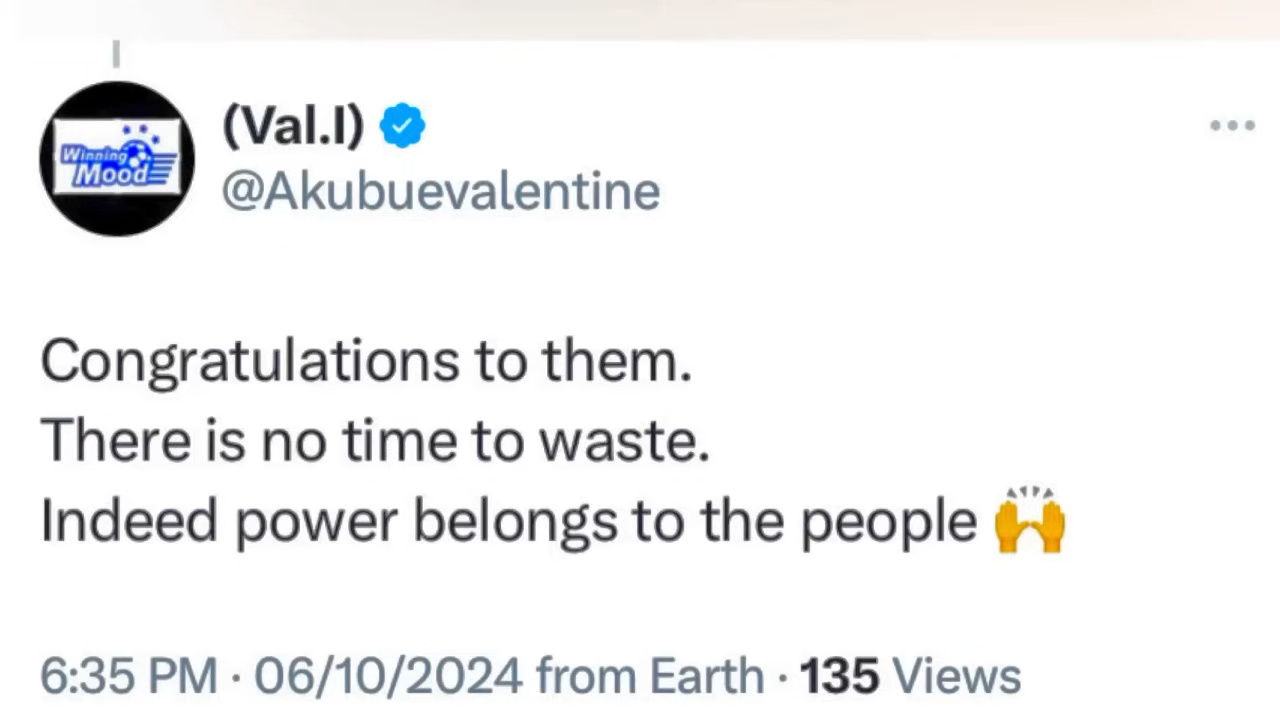 Winning
Mood
(Val.I)
@Akubuevalentine
Congratulations to them.
There is no time to waste.
Indeed power belongs to the people 🙌
6:35 PM · 06/10/2024 from Earth · 135 Views